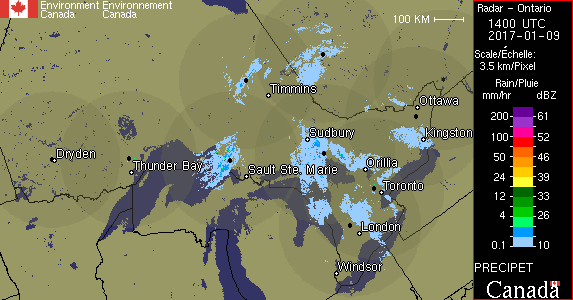 Environment Environnement
Canada Canada
100 KM
Timmins
Ottawa
Sudbury
Kingston
Dryden
Thunder Bay
Sault Ste. Marie
Orillia
Toronto
London
Windsor
Radar - Ontario
1400 UTC
2017-01-09
Scale/Échelle:
3.5 km/Pixel
Rain/Pluie
mm/hr dBZ
200 61
100 52
50 46
24 39
12 33
4 26
1 20
0.1 10
PRECIPET
Canada